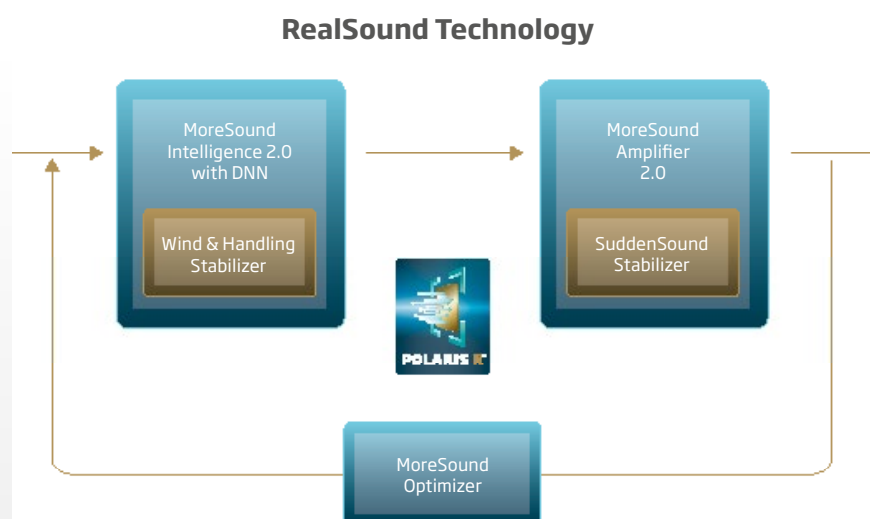 RealSound Technology
MoreSound
Intelligence 2.0
with DNN
Wind & Handling
Stabilizer
MoreSound
Amplifier
2.0
SuddenSound
Stabilizer
POLARIS R™
MoreSound
Optimizer